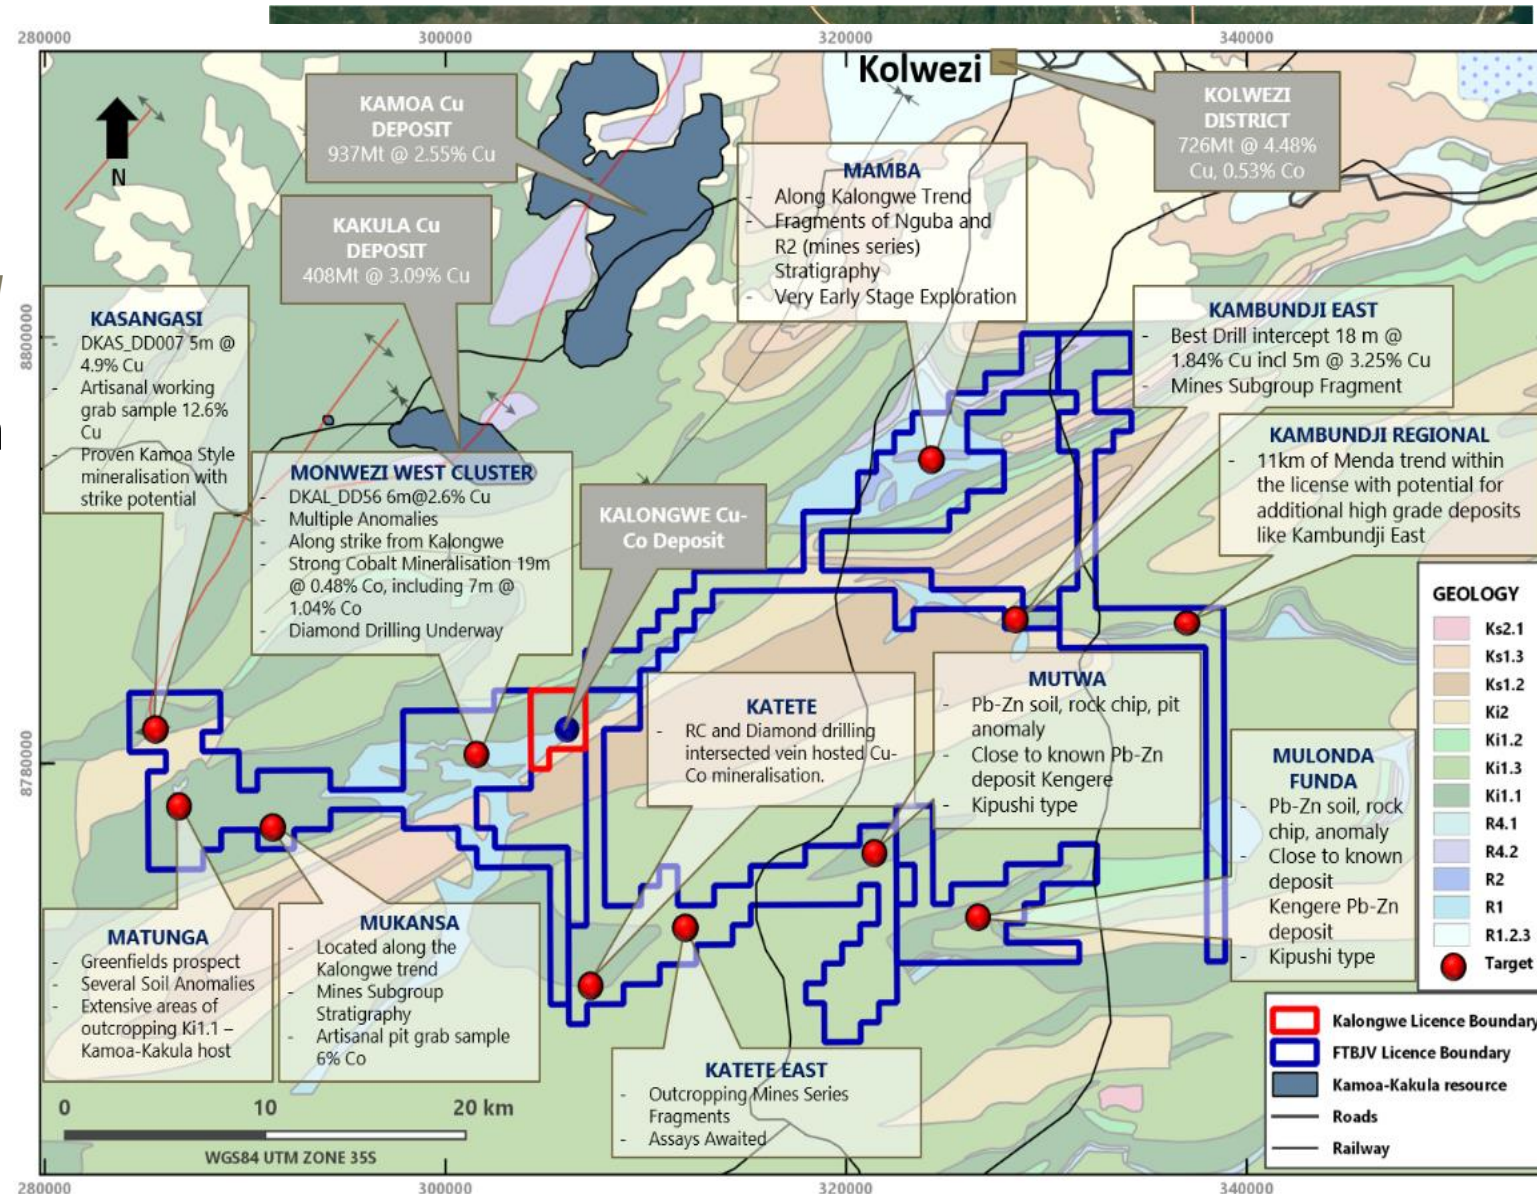 280000
300000
320000
340000
Kolwezi
KAMOA Cu
DEPOSIT
937Mt @ 2.55% Cu
KOLWEZI
DISTRICT
726Mt @ 4.48%
Cu, 0.53% Co
N
KAKULA Cu
DEPOSIT
408Mt @ 3.09% Cu
MAMBA
- Along Kalongwe Trend
- Fragments of Nguba and
R2 (mines series)
Stratigraphy
- Very Early Stage Exploration
8800000
KASANGASI
- DKAS_DD007 5m @
4.9% Cu
- Artisanal working
grab sample 12.6%
Cu
- Proven Kamoa Style
mineralisation with
strike potential
KAMBUNDJI EAST
- Best Drill intercept 18 m @
1.84% Cu incl 5m @ 3.25% Cu
- Mines Subgroup Fragment
KAMBUNDJI REGIONAL
- 11km of Menda trend within
the license with potential for
additional high grade deposits
like Kambundji East
MONWEZI WEST CLUSTER
- DKAL_DD56 6m@2.6% Cu
- Multiple Anomalies
- Along strike from Kalongwe
- Strong Cobalt Mineralisation 19m
@ 0.48% Co, including 7m @
1.04% Co
- Diamond Drilling Underway
KALONGWE Cu-
Co Deposit
KATETE
- RC and Diamond drilling
intersected vein hosted Cu-
Co mineralisation.
MUTWA
- Pb-Zn soil, rock chip, pit
anomaly
- Close to known Pb-Zn
deposit Kengere
- Kipushi type
MULONDA
FUNDA
- Pb-Zn soil, rock
chip, anomaly
- Close to known
deposit
Kengere Pb-Zn
deposit
- Kipushi type
8780000
MATUNGA
- Greenfields prospect
- Several Soil Anomalies
- Extensive areas of
outcropping Ki1.1 –
Kamoa-Kakula host
MUKANSA
- Located along the
Kalongwe trend
- Mines Subgroup
Stratigraphy
- Artisanal pit grab sample
6% Co
KATETE EAST
- Outcropping Mines Series
Fragments
- Assays Awaited
GEOLOGY
Ks2.1
Ks1.3
Ks1.2
Ki2
Ki1.2
Ki1.3
Ki1.1
R4.1
R4.2
R2
R1
R1.2.3
Target
Kalongwe Licence Boundary
FTBJV Licence Boundary
Kamoa-Kakula resource
Roads
Railway
0 10 20 km
WGS84 UTM ZONE 35S
280000
300000
320000
340000